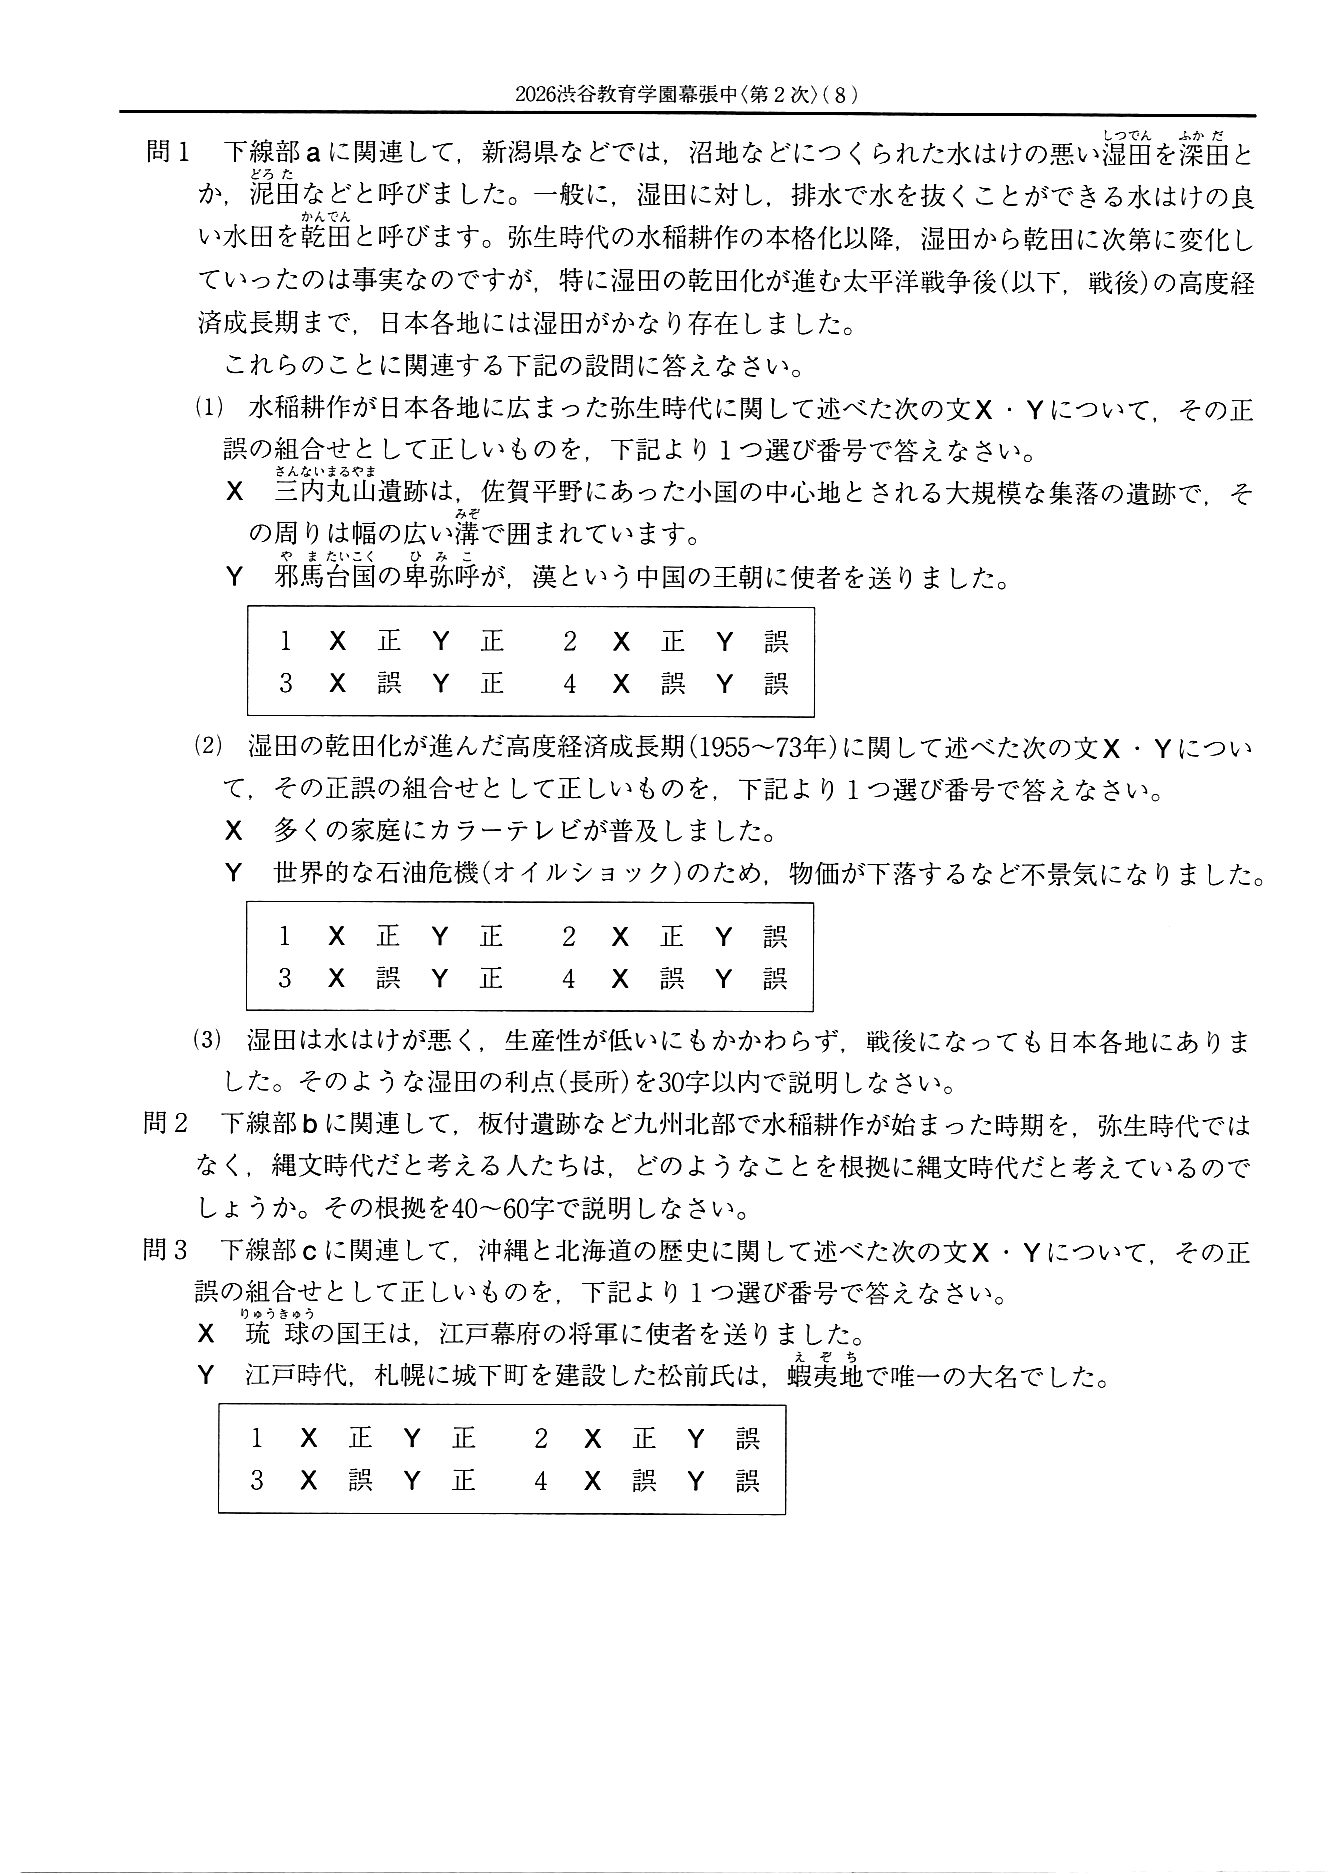 2026渋谷教育学園幕張中〈第２次〉(８)
問１　下線部ａに関連して，新潟県などでは，沼地などにつくられた水はけの悪い湿田を深田と
か，泥田などと呼びました。一般に，湿田に対し，排水で水を抜くことができる水はけの良
い水田を乾田と呼びます。弥生時代の水稲耕作の本格化以降，湿田から乾田に次第に変化し
ていったのは事実なのですが，特に湿田の乾田化が進む太平洋戦争後(以下，戦後)の高度経
済成長期まで，日本各地には湿田がかなり存在しました。
これらのことに関連する下記の設問に答えなさい。
(1)　水稲耕作が日本各地に広まった弥生時代に関して述べた次の文Ｘ・Ｙについて，その正
誤の組合せとして正しいものを，下記より１つ選び番号で答えなさい。
Ｘ　三内丸山遺跡は，佐賀平野にあった小国の中心地とされる大規模な集落の遺跡で，そ
の周りは幅の広い溝で囲まれています。
Ｙ　邪馬台国の卑弥呼が，漢という中国の王朝に使者を送りました。
1　Ｘ　正　Ｙ　正　　2　Ｘ　正　Ｙ　誤
3　Ｘ　誤　Ｙ　正　　4　Ｘ　誤　Ｙ　誤
(2)　湿田の乾田化が進んだ高度経済成長期(1955～73年)に関して述べた次の文Ｘ・Ｙについ
て，その正誤の組合せとして正しいものを，下記より１つ選び番号で答えなさい。
Ｘ　多くの家庭にカラーテレビが普及しました。
Ｙ　世界的な石油危機(オイルショック)のため，物価が下落するなど不景気になりました。
1　Ｘ　正　Ｙ　正　　2　Ｘ　正　Ｙ　誤
3　Ｘ　誤　Ｙ　正　　4　Ｘ　誤　Ｙ　誤
(3)　湿田は水はけが悪く，生産性が低いにもかかわらず，戦後になっても日本各地にありま
した。そのような湿田の利点(長所)を30字以内で説明しなさい。
問２　下線部ｂに関連して，板付遺跡など九州北部で水稲耕作が始まった時期を，弥生時代では
なく，縄文時代だと考える人たちは，どのようなことを根拠に縄文時代だと考えているので
しょうか。その根拠を40～60字で説明しなさい。
問３　下線部ｃに関連して，沖縄と北海道の歴史に関して述べた次の文Ｘ・Ｙについて，その正
誤の組合せとして正しいものを，下記より１つ選び番号で答えなさい。
Ｘ　琉球の国王は，江戸幕府の将軍に使者を送りました。
Ｙ　江戸時代，札幌に城下町を建設した松前氏は，蝦夷地で唯一の大名でした。
1　Ｘ　正　Ｙ　正　　2　Ｘ　正　Ｙ　誤
3　Ｘ　誤　Ｙ　正　　4　Ｘ　誤　Ｙ　誤